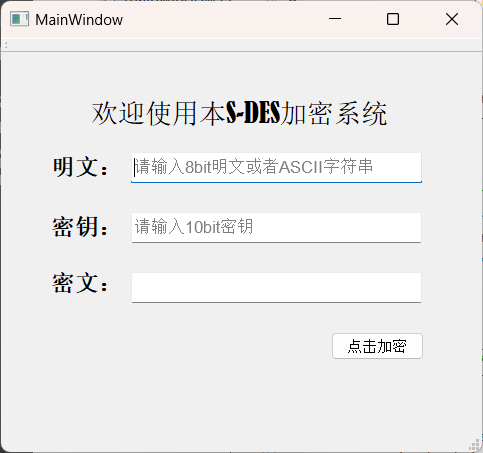 MainWindow
欢迎使用本S-DES加密系统
明文： 请输入8bit明文或者ASCII字符串
密钥： 请输入10bit密钥
密文：
点击加密